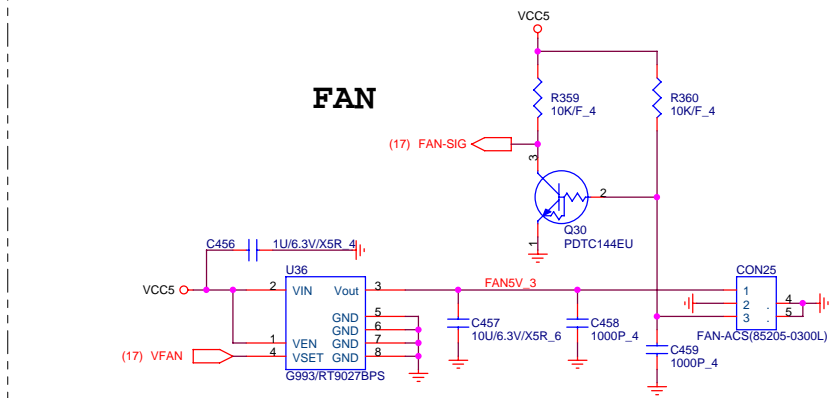 VCC5
FAN
R359
10K/F_4
R360
10K/F_4
(17) FAN-SIG
3
2
1
Q30
PDTC144EU
C456
1U/6.3V/X5R_4
U36
CON25
VCC5
2 VIN Vout 3
FAN5V_3
1
2 . 4
3 . 5
GND 5
GND 6
1 VEN GND 7
(17) VFAN 4 VSET GND 8
G993/RT9027BPS
C457
10U/6.3V/X5R_6
C458
1000P_4
FAN-ACS(85205-0300L)
C459
1000P_4